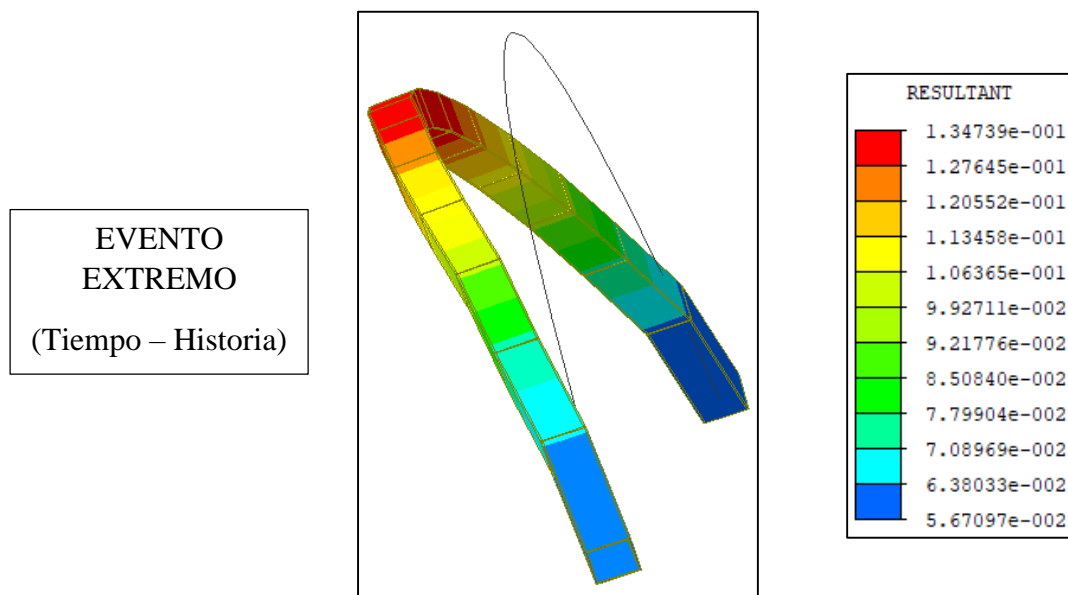 EVENTO
EXTREMO
(Tiempo – Historia)
RESULTANT
1.34739e-001
1.27645e-001
1.20552e-001
1.13458e-001
1.06365e-001
9.92711e-002
9.21776e-002
8.50840e-002
7.79904e-002
7.08969e-002
6.38033e-002
5.67097e-002